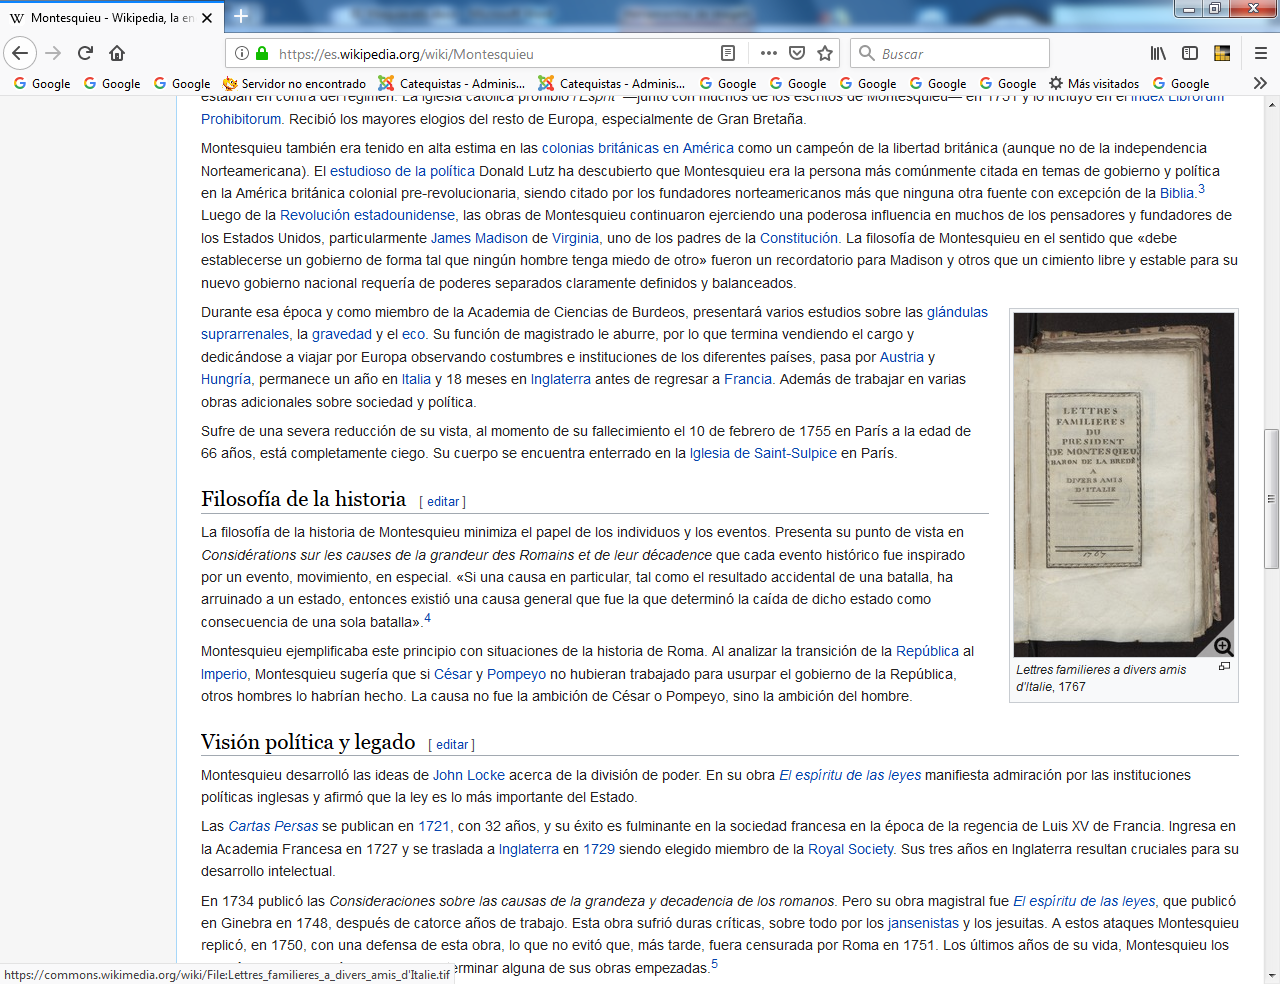 Montesquieu - Wikipedia, la en
https://es.wikipedia.org/wiki/Montesquieu
Buscar
Google Google Google Servidor no encontrado Catequistas - Adminis... Catequistas - Adminis... Google Google Google Google Google Más visitados Google
estaban en contra del régimen. La iglesia católica prohibió l'Esprit —junto con muchos de los escritos de Montesquieu— en 1751 y lo incluyó en el Index Librorum
Prohibitorum. Recibió los mayores elogios del resto de Europa, especialmente de Gran Bretaña.
Montesquieu también era tenido en alta estima en las colonias británicas en América como un campeón de la libertad británica (aunque no de la independencia
Norteamericana). El estudioso de la política Donald Lutz ha descubierto que Montesquieu era la persona más comúnmente citada en temas de gobierno y política
en la América británica colonial pre-revolucionaria, siendo citado por los fundadores norteamericanos más que ninguna otra fuente con excepción de la Biblia.3
Luego de la Revolución estadounidense, las obras de Montesquieu continuaron ejerciendo una poderosa influencia en muchos de los pensadores y fundadores de
los Estados Unidos, particularmente James Madison de Virginia, uno de los padres de la Constitución. La filosofía de Montesquieu en el sentido que «debe
establecerse un gobierno de forma tal que ningún hombre tenga miedo de otro» fueron un recordatorio para Madison y otros que un cimiento libre y estable para su
nuevo gobierno nacional requería de poderes separados claramente definidos y balanceados.
Durante esa época y como miembro de la Academia de Ciencias de Burdeos, presentará varios estudios sobre las glándulas
suprarrenales, la gravedad y el eco. Su función de magistrado le aburre, por lo que termina vendiendo el cargo y
dedicándose a viajar por Europa observando costumbres e instituciones de los diferentes países, pasa por Austria y
Hungría, permanece un año en Italia y 18 meses en Inglaterra antes de regresar a Francia. Además de trabajar en varias
obras adicionales sobre sociedad y política.
Sufre de una severa reducción de su vista, al momento de su fallecimiento el 10 de febrero de 1755 en París a la edad de
66 años, está completamente ciego. Su cuerpo se encuentra enterrado en la Iglesia de Saint-Sulpice en París.
LETTRES
FAMILIERES
DU
PRESIDENT
DE MONTESQIEU
BARON DE LA BREDE
A
DIVERS AMIS
D'ITALIE
1767
Lettres familieres a divers amis
d'Italie, 1767
Filosofía de la historia [ editar ]
La filosofía de la historia de Montesquieu minimiza el papel de los individuos y los eventos. Presenta su punto de vista en
Considérations sur les causes de la grandeur des Romains et de leur décadence que cada evento histórico fue inspirado
por un evento, movimiento, en especial. «Si una causa en particular, tal como el resultado accidental de una batalla, ha
arruinado a un estado, entonces existió una causa general que fue la que determinó la caída de dicho estado como
consecuencia de una sola batalla».4
Montesquieu ejemplificaba este principio con situaciones de la historia de Roma. Al analizar la transición de la República al
Imperio, Montesquieu sugería que si César y Pompeyo no hubieran trabajado para usurpar el gobierno de la República,
otros hombres lo habrían hecho. La causa no fue la ambición de César o Pompeyo, sino la ambición del hombre.
Visión política y legado [ editar ]
Montesquieu desarrolló las ideas de John Locke acerca de la división de poder. En su obra El espíritu de las leyes manifiesta admiración por las instituciones
políticas inglesas y afirmó que la ley es lo más importante del Estado.
Las Cartas Persas se publican en 1721, con 32 años, y su éxito es fulminante en la sociedad francesa en la época de la regencia de Luis XV de Francia. Ingresa en
la Academia Francesa en 1727 y se traslada a Inglaterra en 1729 siendo elegido miembro de la Royal Society. Sus tres años en Inglaterra resultan cruciales para su
desarrollo intelectual.
En 1734 publicó las Consideraciones sobre las causas de la grandeza y decadencia de los romanos. Pero su obra magistral fue El espíritu de las leyes, que publicó
en Ginebra en 1748, después de catorce años de trabajo. Esta obra sufrió duras críticas, sobre todo por los jansenistas y los jesuitas. A estos ataques Montesquieu
replicó, en 1750, con una defensa de esta obra, lo que no evitó que, más tarde, fuera censurada por Roma en 1751. Los últimos años de su vida, Montesquieu los
erminar alguna de sus obras empezadas.5
https://commons.wikimedia.org/wiki/File:Lettres_familieres_a_divers_amis_d'Italie.tif